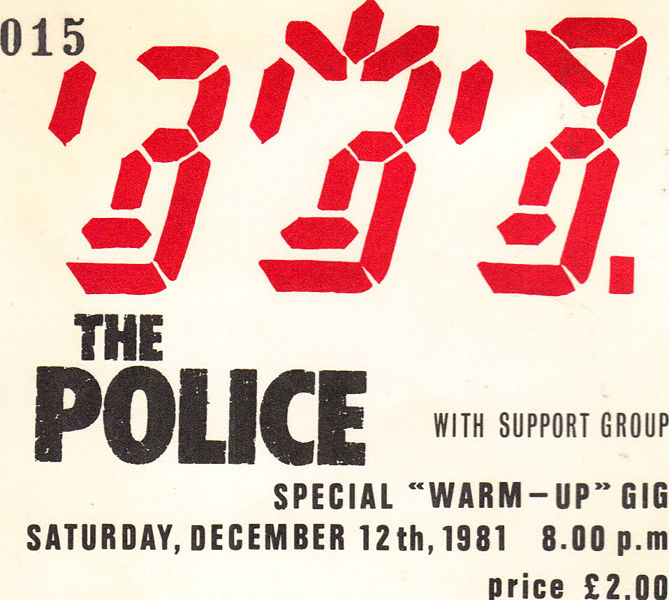 015
THE
POLICE
WITH SUPPORT GROUP
SPECIAL “WARM–UP” GIG
SATURDAY, DECEMBER 12th, 1981 8.00 p.m
price £2.00